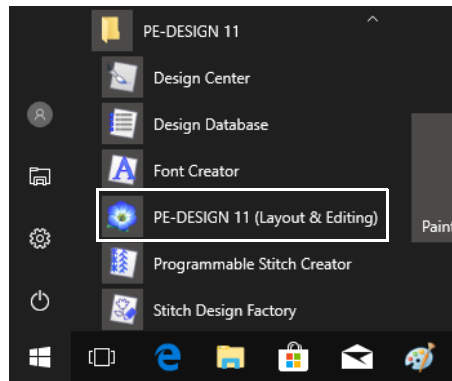 PE-DESIGN 11
Design Center
Design Database
Font Creator
PE-DESIGN 11 (Layout & Editing)
Pain
Programmable Stitch Creator
Stitch Design Factory